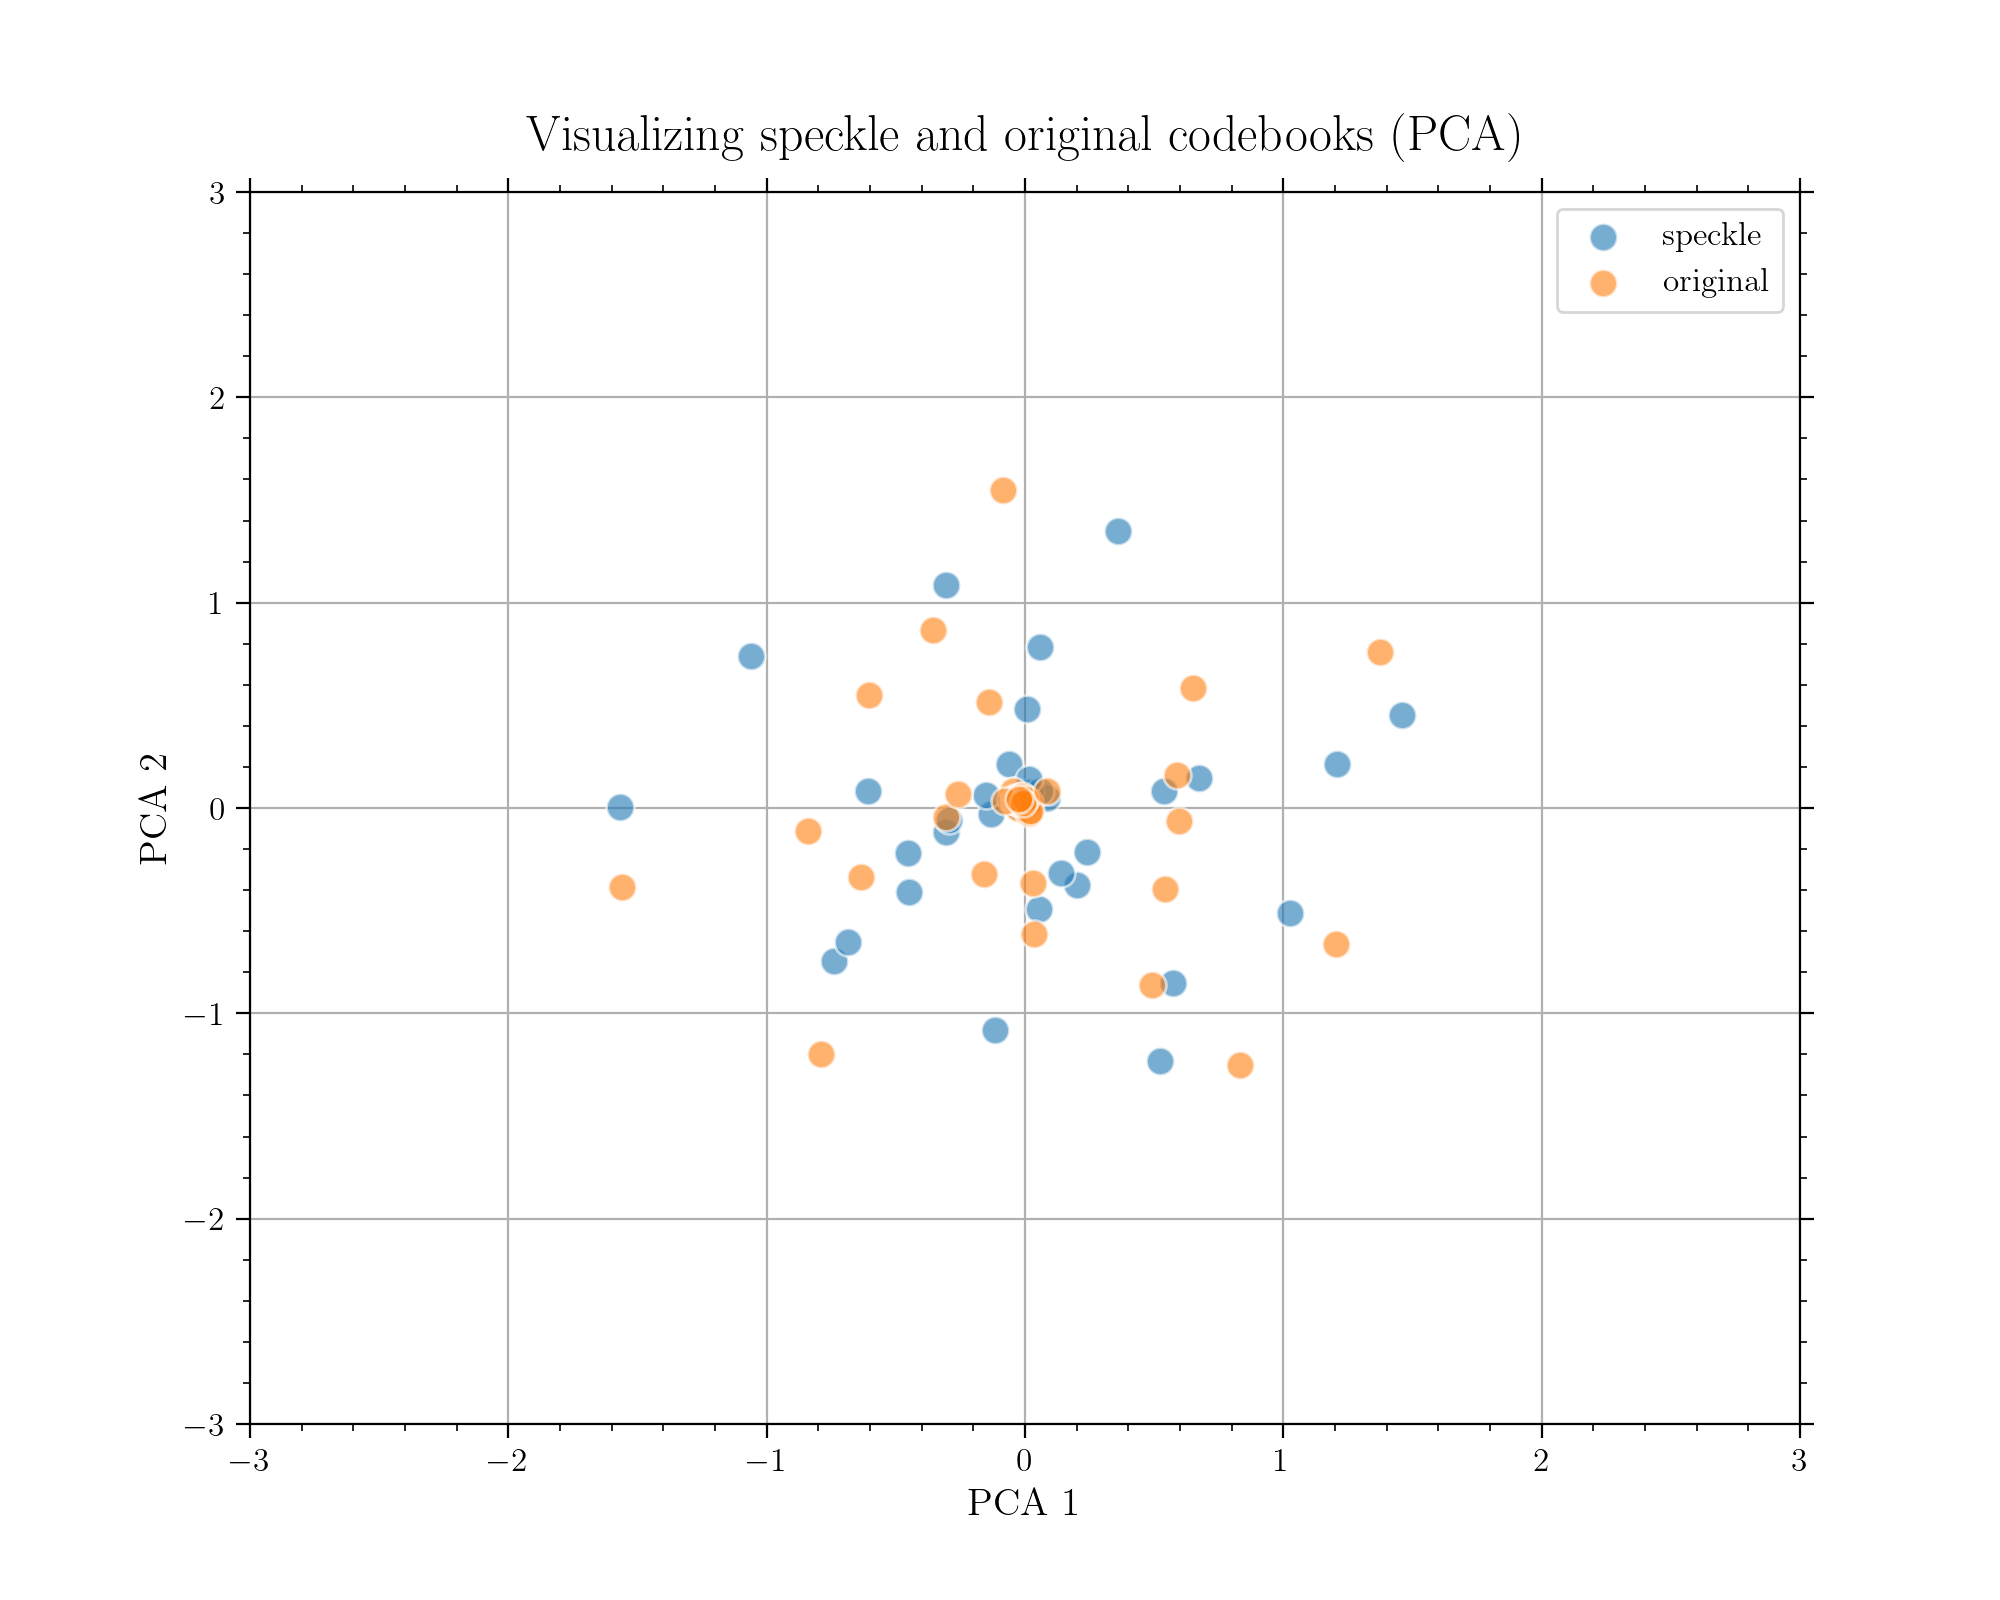 Visualizing speckle and original codebooks (PCA)
speckle
original
3
2
1
0
−1
−2
−3
PCA 2
−3
−2
−1
0
1
2
3
PCA 1